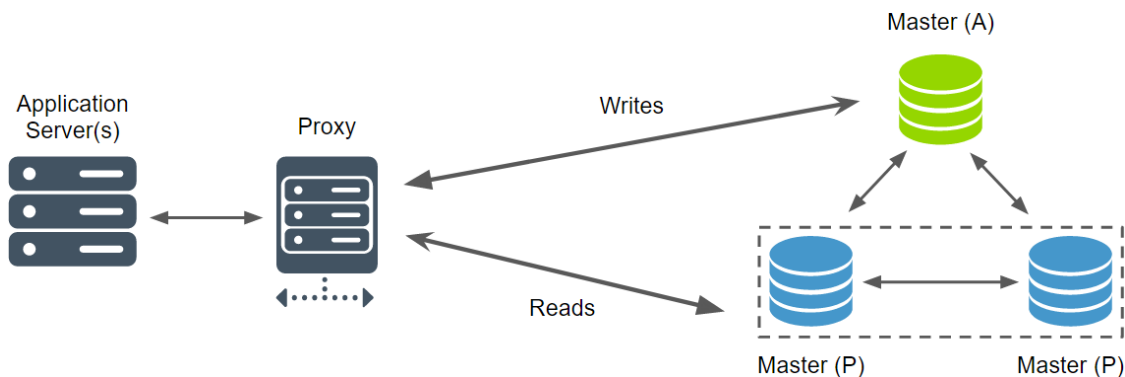 Master (A)
Application
Server(s)
Proxy
Writes
Reads
Master (P)
Master (P)